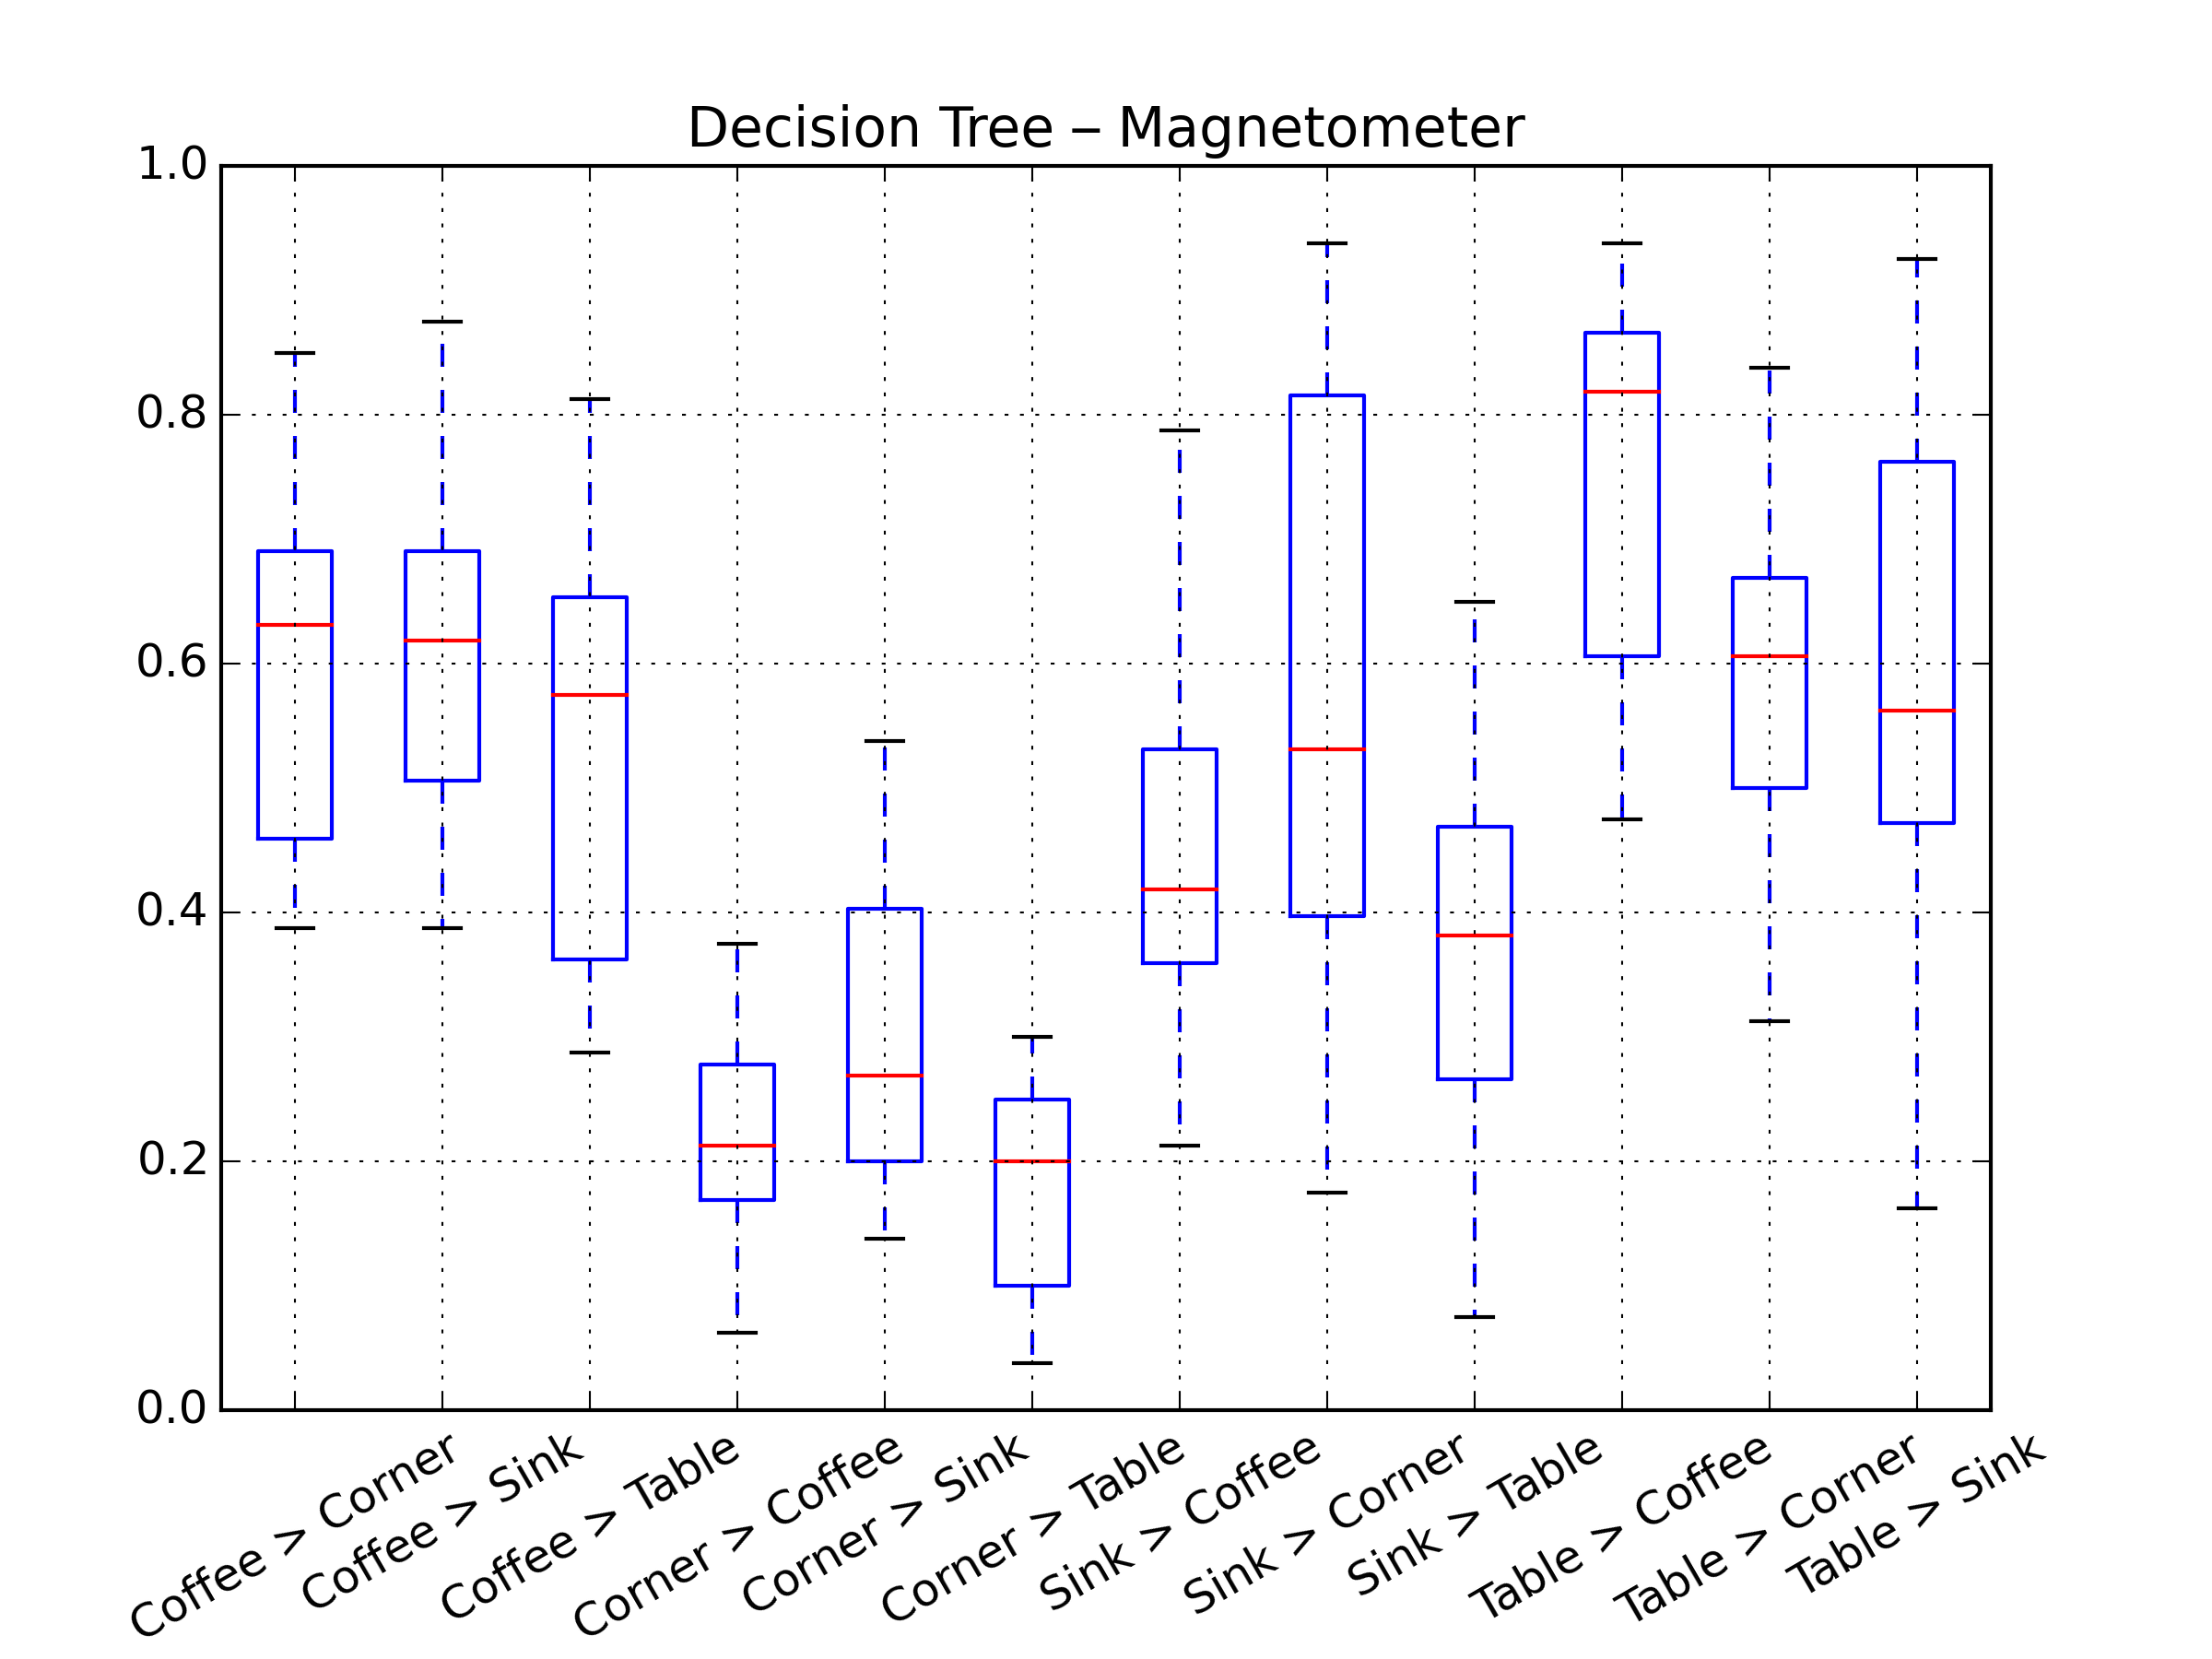 Decision Tree – Magnetometer
1.0
0.8
0.6
0.4
0.2
0.0
Coffee > Corner
Coffee > Sink
Coffee > Table
Corner > Coffee
Corner > Sink
Corner > Table
Sink > Coffee
Sink > Corner
Sink > Table
Table > Coffee
Table > Corner
Table > Sink